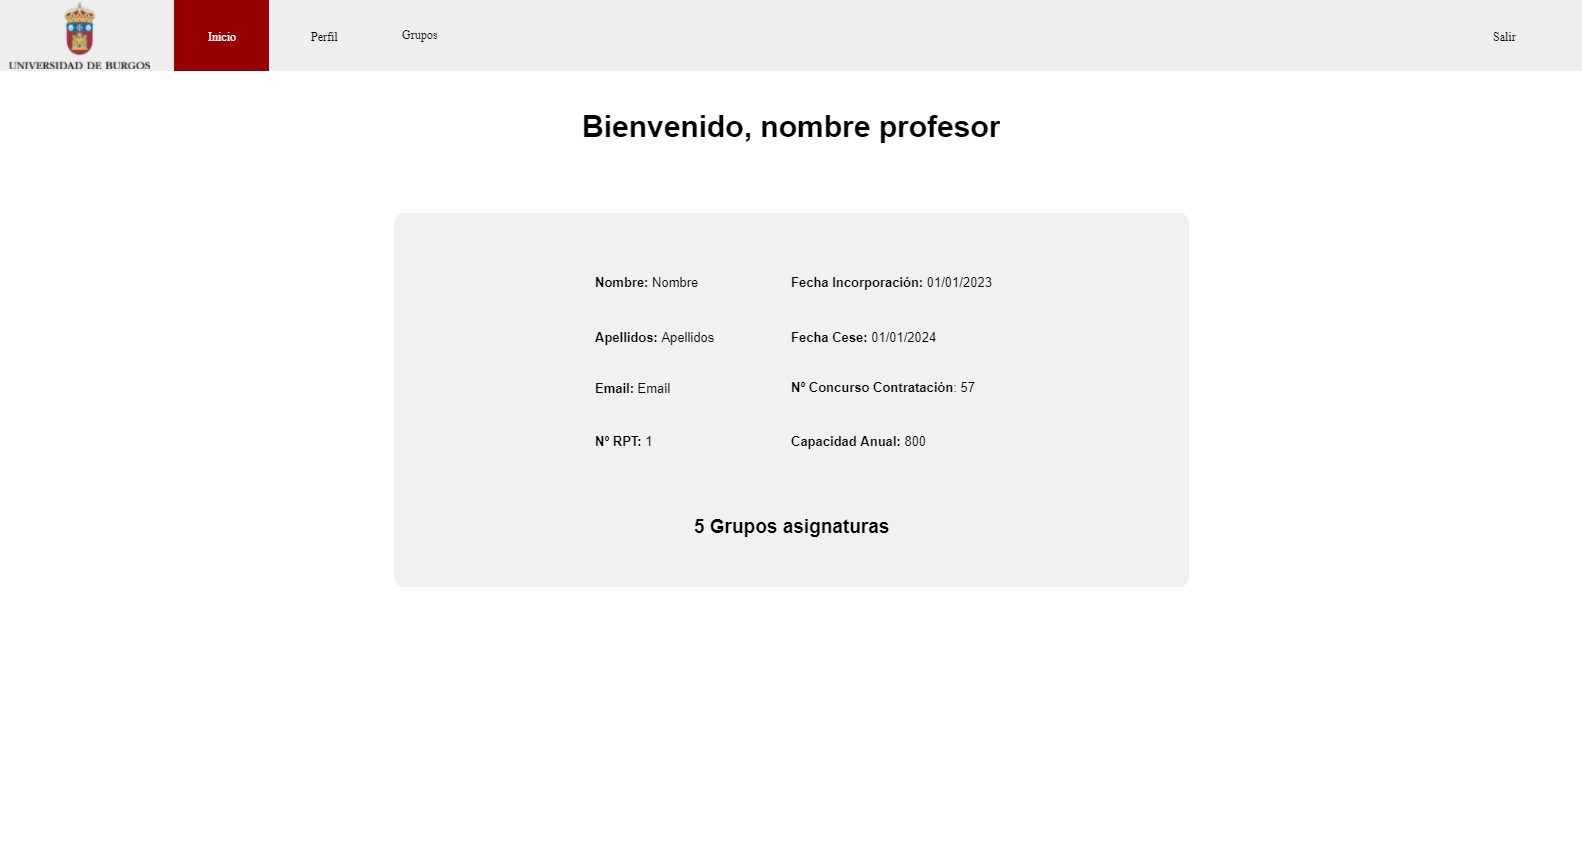 UNIVERSIDAD DE BURGOS
Inicio
Perfil
Grupos
Salir
Bienvenido, nombre profesor
Nombre: Nombre
Fecha Incorporación: 01/01/2023
Apellidos: Apellidos
Fecha Cese: 01/01/2024
Email: Email
Nº Concurso Contratación: 57
Nº RPT: 1
Capacidad Anual: 800
5 Grupos asignaturas